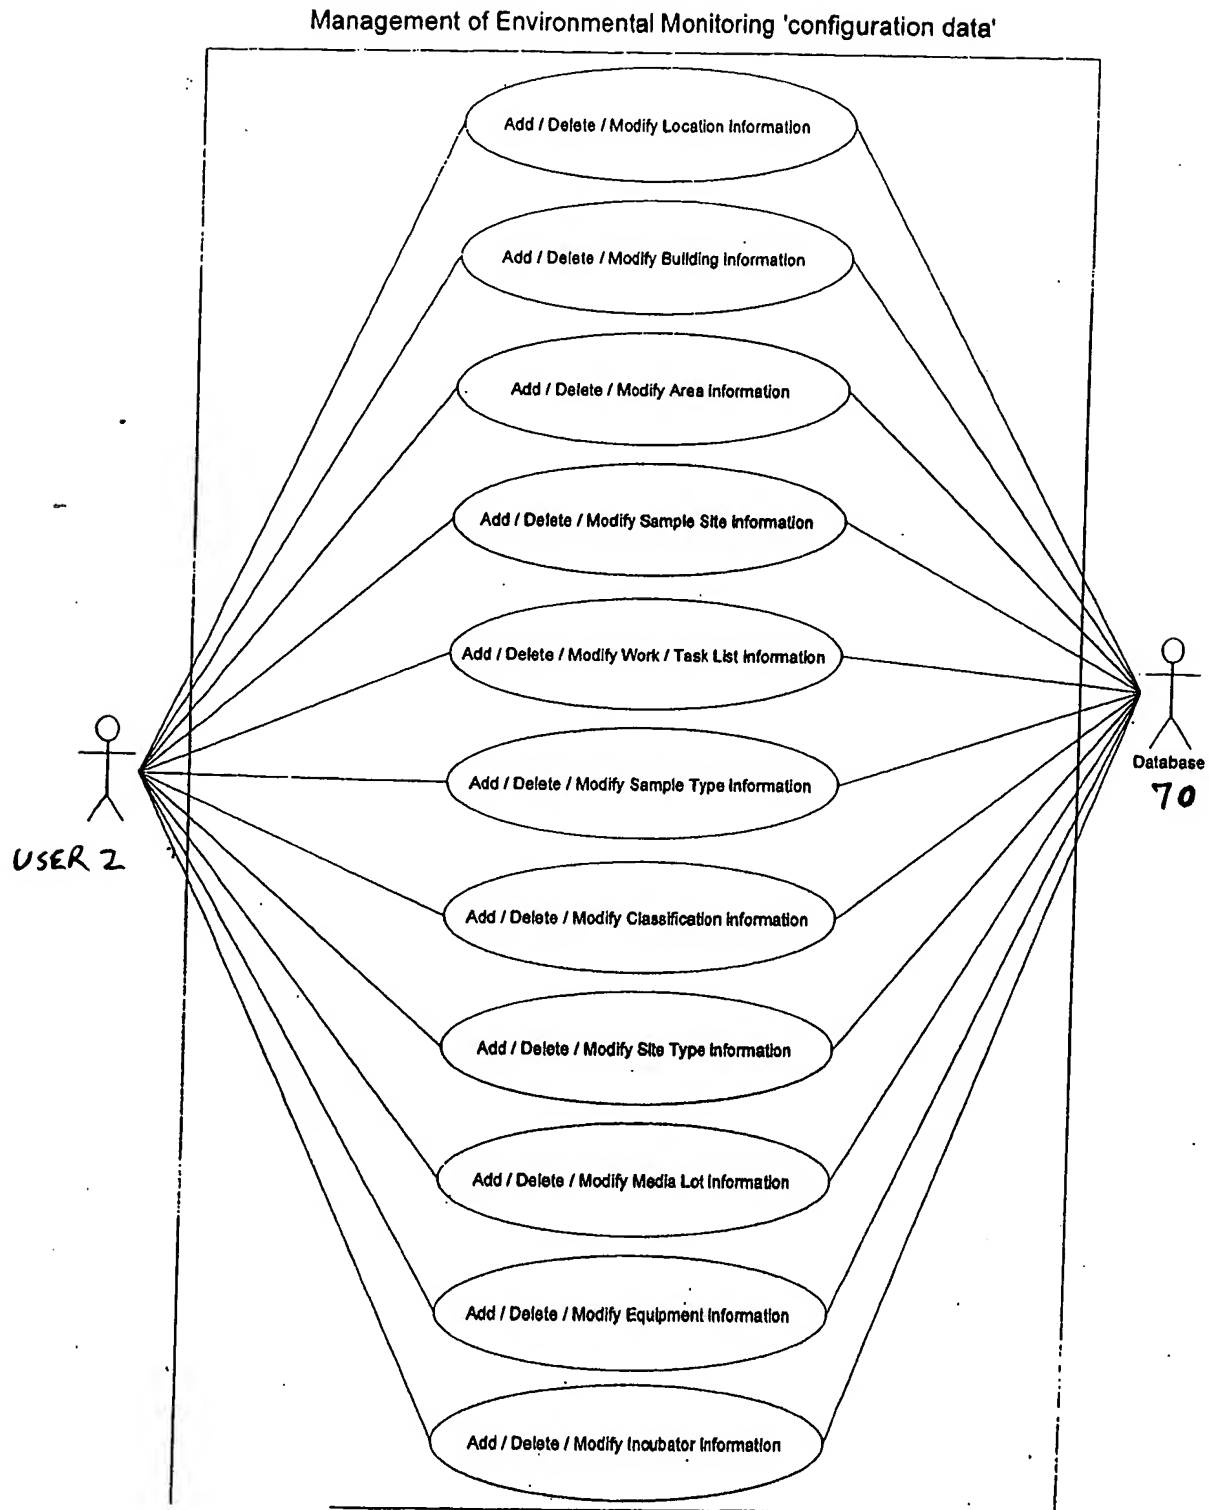 Management of Environmental Monitoring 'configuration data'
Add / Delete / Modify Location Information
Add / Delete / Modify Building Information
Add / Delete / Modify Area Information
Add / Delete / Modify Sample Site Information
Add / Delete / Modify Work / Task List Information
Add / Delete / Modify Sample Type Information
Add / Delete / Modify Classification Information
Add / Delete / Modify Site Type Information
Add / Delete / Modify Media Lot Information
Add / Delete / Modify Equipment Information
Add / Delete / Modify Incubator Information
USER 2
Database
70